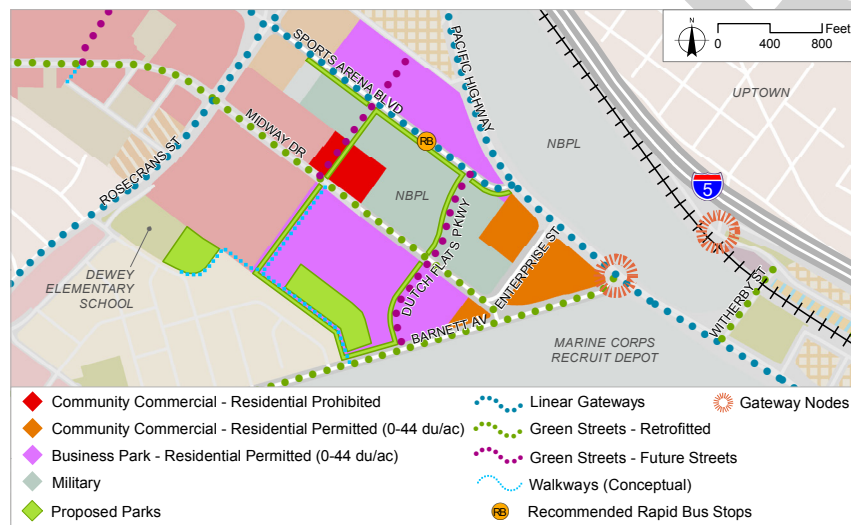 Feet
0 400 800
N
SPORTS ARENA BLVD
PACIFIC HIGHWAY
UPTOWN
MIDWAY DR
RB
NBPL
5
ROSECRANS ST
NBPL
DEWEY
ELEMENTARY
SCHOOL
DUTCH FLATS PKWY
ENTERPRISE ST
WITHERBY ST
BARNETT AV
MARINE CORPS
RECRUIT DEPOT
Community Commercial - Residential Prohibited
Community Commercial - Residential Permitted (0-44 du/ac)
Business Park - Residential Permitted (0-44 du/ac)
Military
Proposed Parks
Linear Gateways
Green Streets - Retrofitted
Green Streets - Future Streets
Walkways (Conceptual)
RB Recommended Rapid Bus Stops
Gateway Nodes